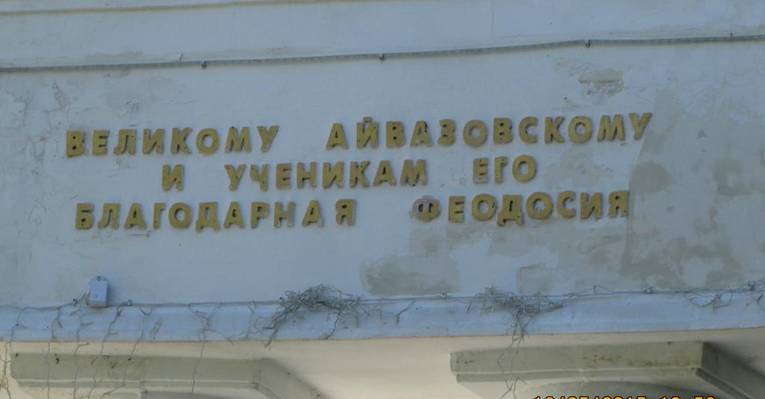 ВЕЛИКОМУ АЙВАЗОВСКОМУ
И УЧЕНИКАМ ЕГО
БЛАГОДАРНАЯ ФЕОДОСИЯ